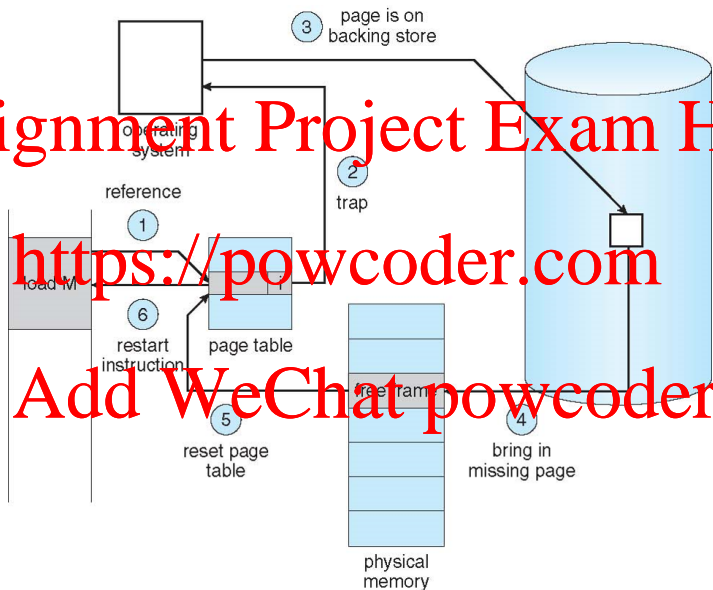 3
page is on
backing store
operating
system
ignment Project Exam H
reference
2
trap
1
https://powcoder.com
load M
i
6
restart
instruction
page table
Add WeChat powcoder
free frame
5
reset page
table
4
bring in
missing page
physical
memory